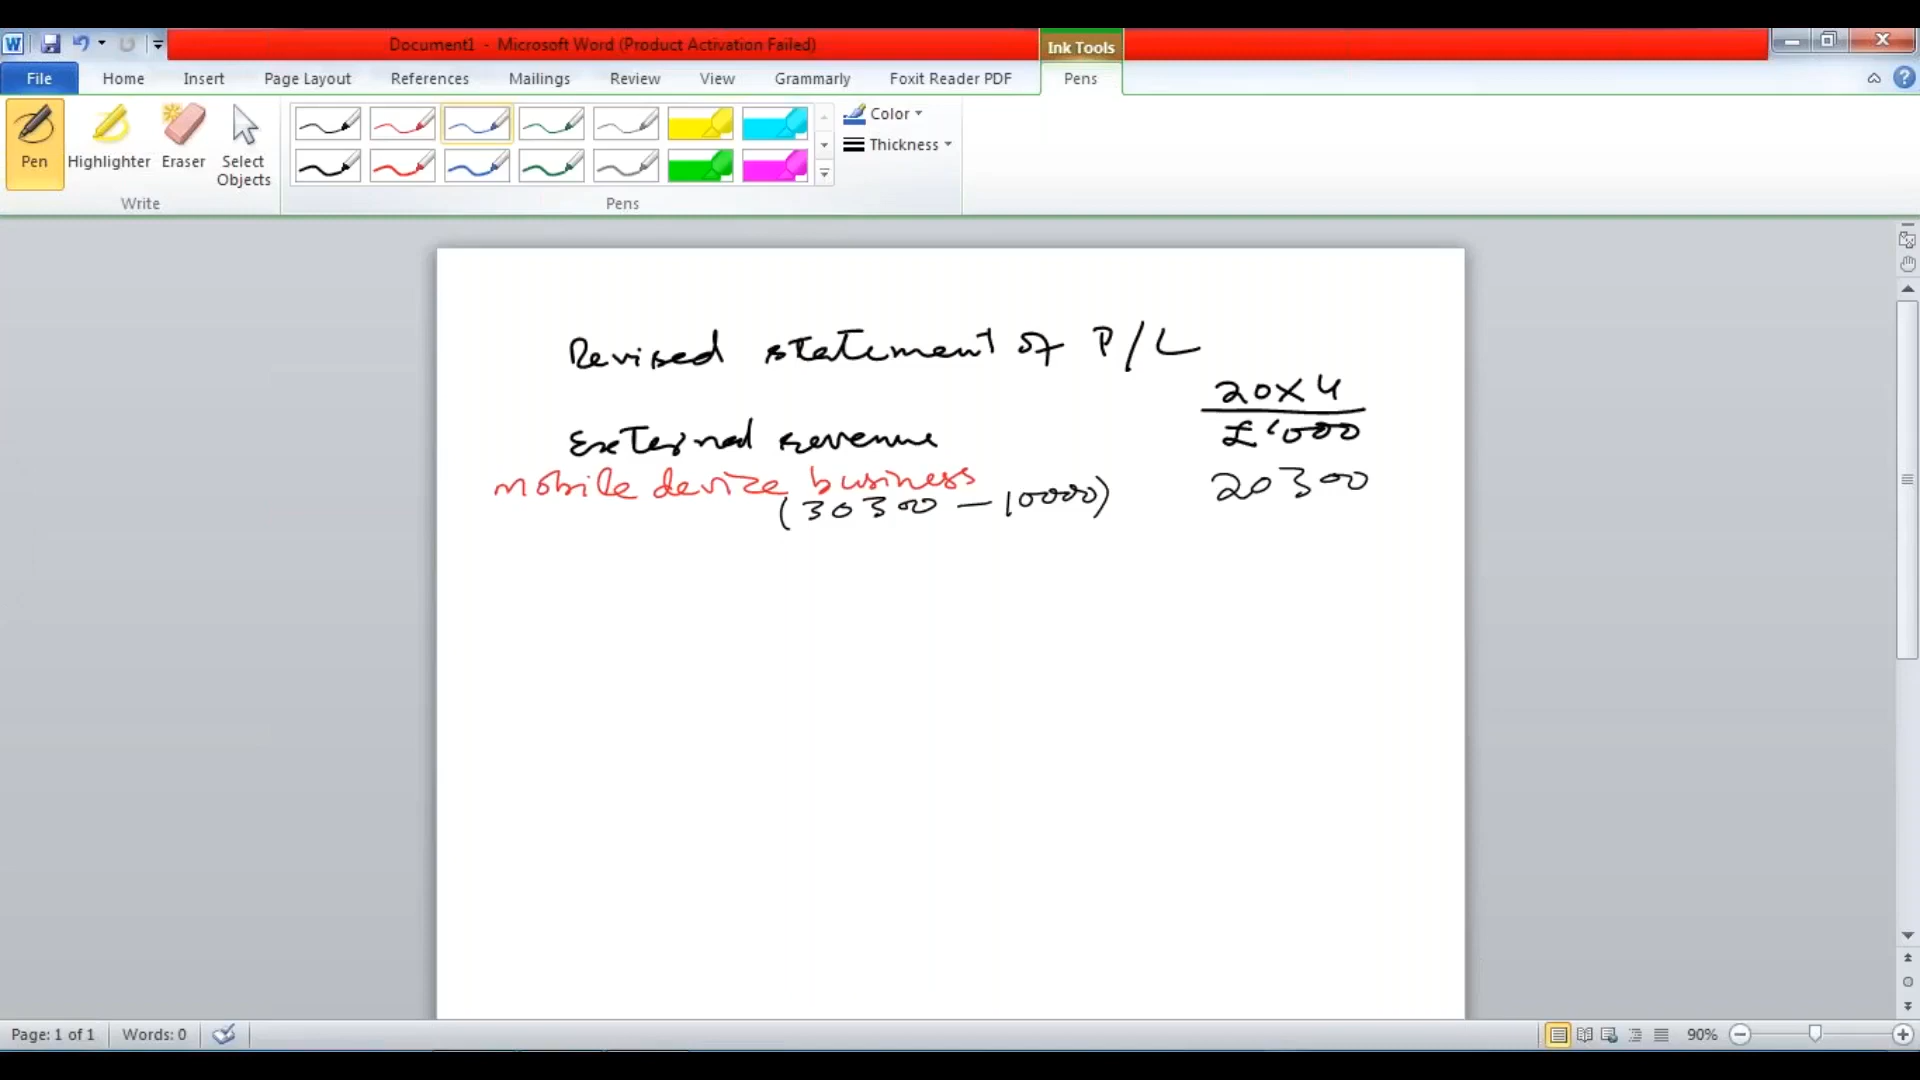 Document1 - Microsoft Word (Product Activation Failed)
Ink Tools
File Home Insert Page Layout References Mailings Review View Grammarly Foxit Reader PDF Pens
Pen Highlighter Eraser Select Objects
Color
Thickness
Write
Pens
Revised statement of P/L
20X4
£'000
External revenue
mobile device business 20300
(30300 - 10000)
Page: 1 of 1 Words: 0 90%